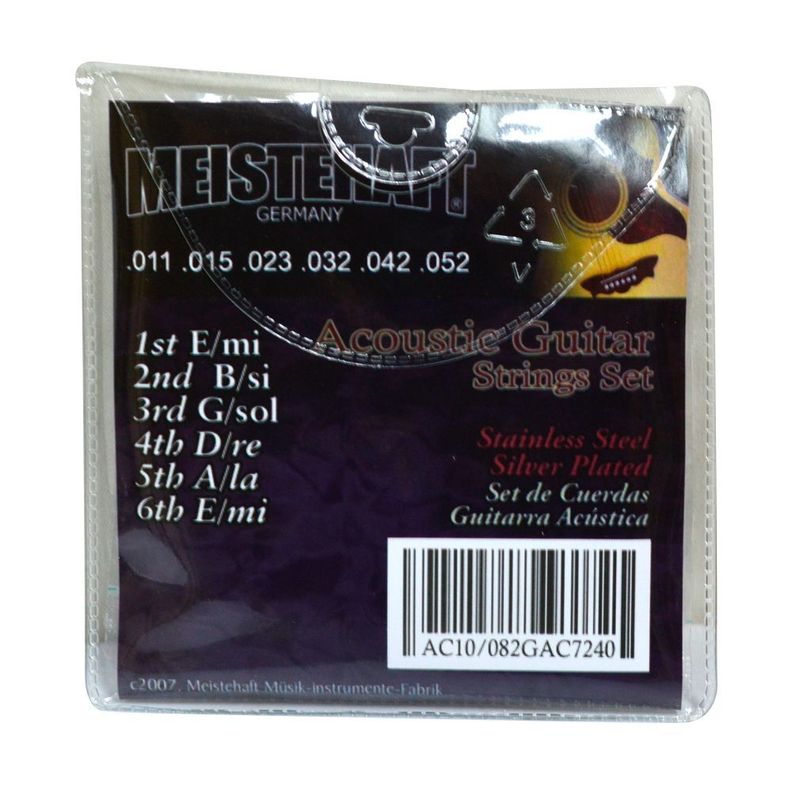 MEISTEHAFT®
GERMANY
3
.011 .015 .023 .032 .042 .052
Acoustic Guitar
Strings Set
1st E/mi
2nd B/si
3rd G/sol
4th D/re
5th A/la
6th E/mi
Stainless Steel
Silver Plated
Set de Cuerdas
Guitarra Acústica
AC10/082GAC7240
c2007. Meistehaft Müsik-instrumente-Fabrik